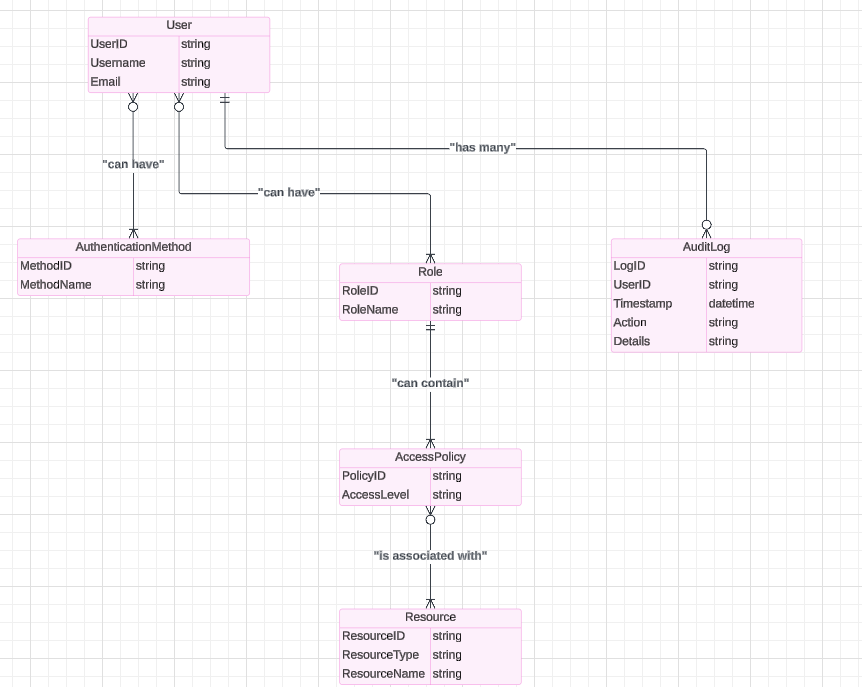 User
UserID string
Username string
Email string
"has many"
"can have"
"can have"
AuthenticationMethod
MethodID string
MethodName string
Role
RoleID string
RoleName string
AuditLog
LogID string
UserID string
Timestamp datetime
Action string
Details string
"can contain"
AccessPolicy
PolicyID string
AccessLevel string
"is associated with"
Resource
ResourceID string
ResourceType string
ResourceName string